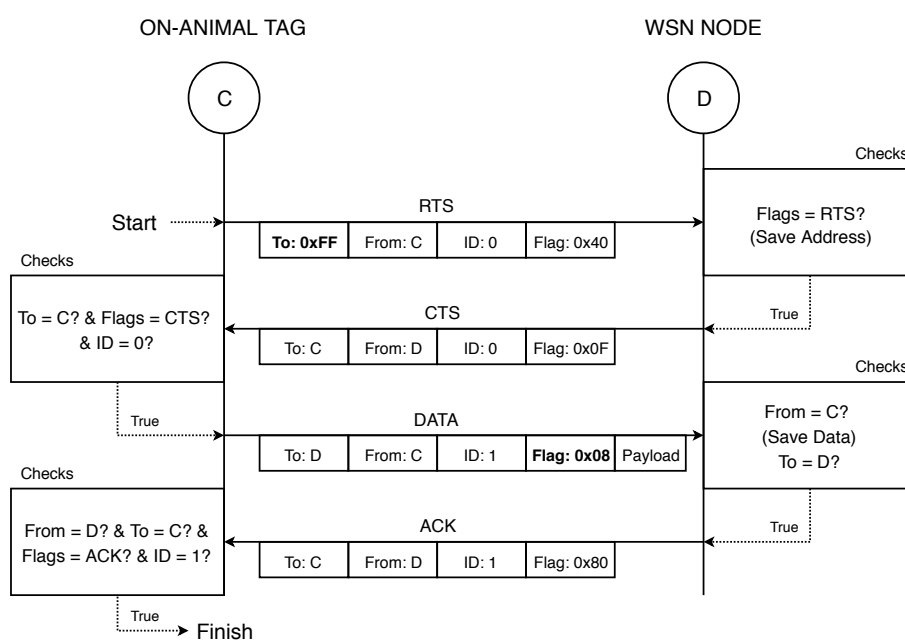 ON-ANIMAL TAG
WSN NODE
C
D
Checks
RTS
Start
To: 0xFF From: C ID: 0 Flag: 0x40
Flags = RTS?
(Save Address)
Checks
To = C? & Flags = CTS?
& ID = 0?
CTS
True
To: C From: D ID: 0 Flag: 0x0F
Checks
True
DATA
To: D From: C ID: 1 Flag: 0x08 Payload
From = C?
(Save Data)
To = D?
Checks
From = D? & To = C? &
Flags = ACK? & ID = 1?
ACK
True
To: C From: D ID: 1 Flag: 0x80
True
Finish